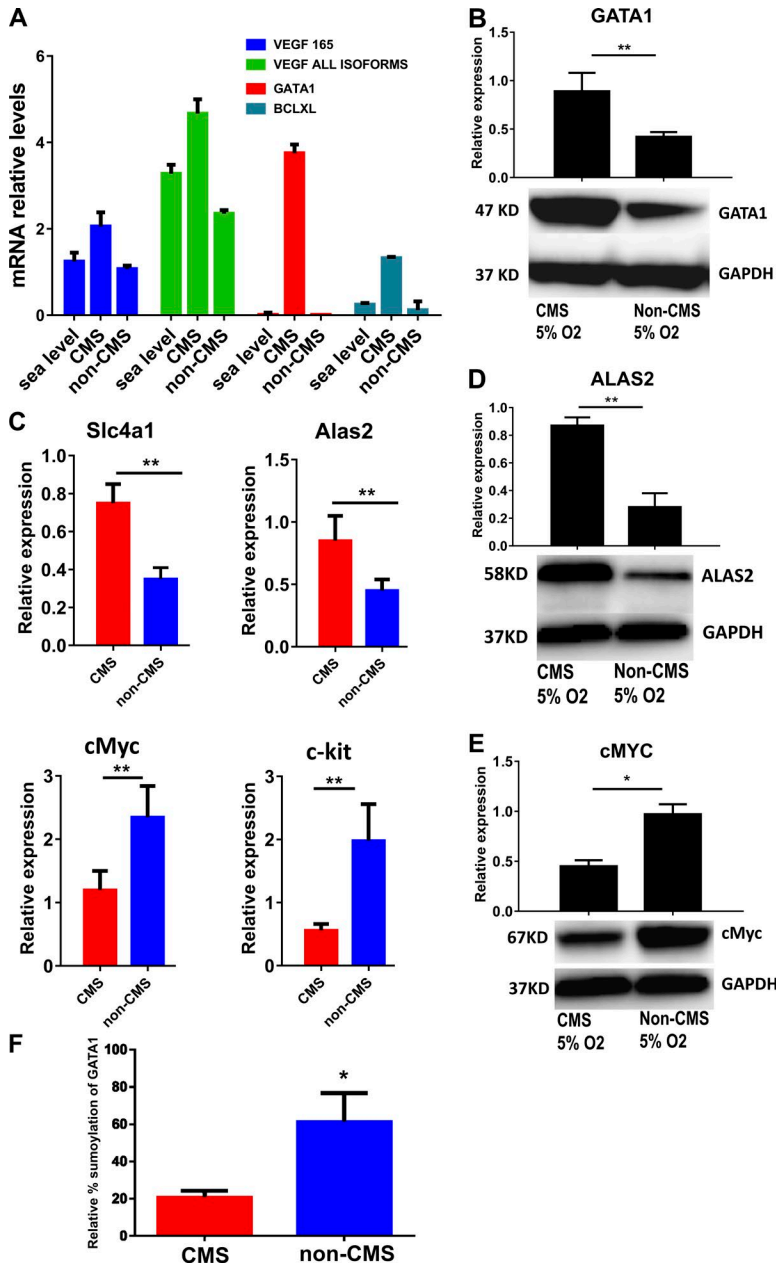 A
VEGF 165
VEGF ALL ISOFORMS
GATA1
BCLXL
mRNA relative levels
6
4
2
0
sea level
CMS
non-CMS
sea level
CMS
non-CMS
sea level
CMS
non-CMS
sea level
CMS
non-CMS
B
GATA1
**
Relative expression
1.5
1.0
0.5
0.0
47 KD
GATA1
37 KD
GAPDH
CMS
5% O2
Non-CMS
5% O2
C
Slc4a1
**
Relative expression
1.0
0.8
0.6
0.4
0.2
0.0
CMS
non-CMS
Alas2
**
Relative expression
1.5
1.0
0.5
0.0
CMS
non-CMS
cMyc
**
Relative expression
3
2
1
0
CMS
non-CMS
c-kit
**
Relative expression
3
2
1
0
CMS
non-CMS
D
ALAS2
**
Relative expression
1.0
0.8
0.6
0.4
0.2
0.0
58KD
ALAS2
37KD
GAPDH
CMS
5% O2
Non-CMS
5% O2
E
cMYC
*
Relative expression
1.5
1.0
0.5
0.0
67KD
cMyc
37KD
GAPDH
CMS
5% O2
Non-CMS
5% O2
F
Relative % sumoylation of GATA1
100
80
60
40
20
0
*
CMS
non-CMS